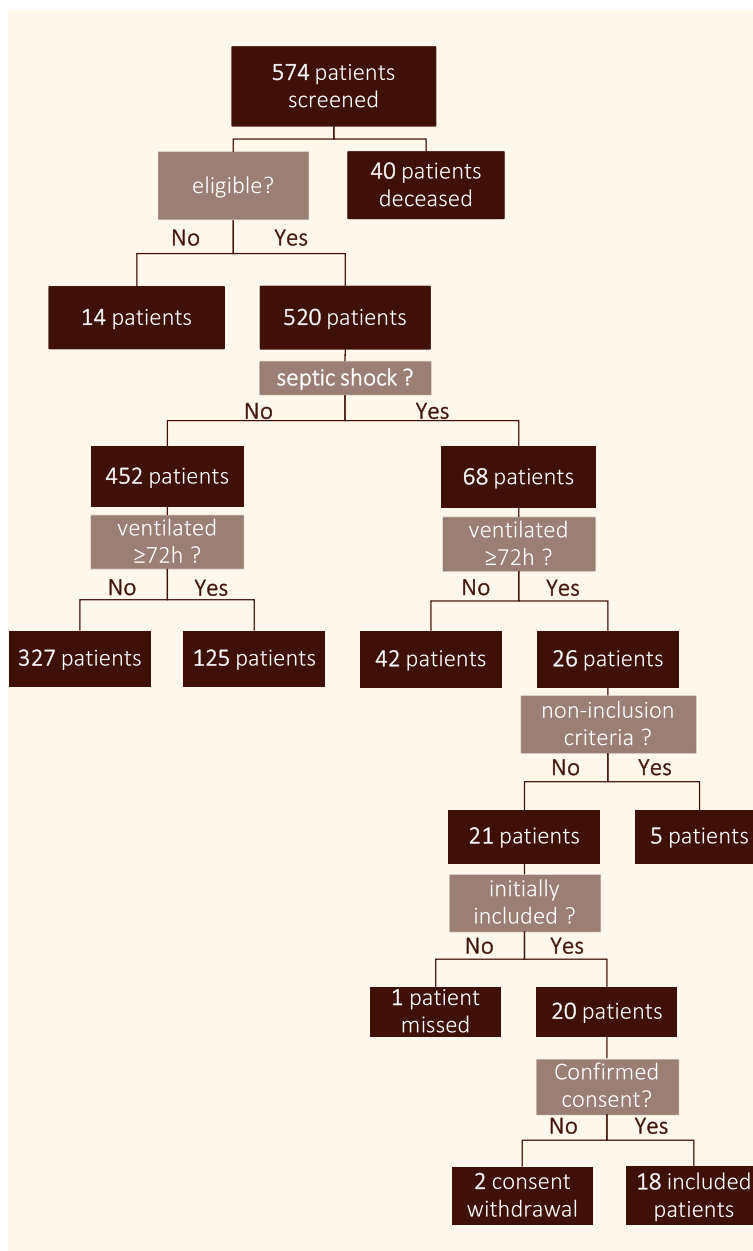 574 patients
screened
eligible?
40 patients
deceased
No
Yes
14 patients
520 patients
septic shock ?
No
Yes
452 patients
68 patients
ventilated
≥72h ?
ventilated
≥72h ?
No
Yes
No
Yes
327 patients
125 patients
42 patients
26 patients
non-inclusion
criteria ?
No
Yes
21 patients
5 patients
initially
included ?
No
Yes
1 patient
missed
20 patients
Confirmed
consent?
No
Yes
2 consent
withdrawal
18 included
patients